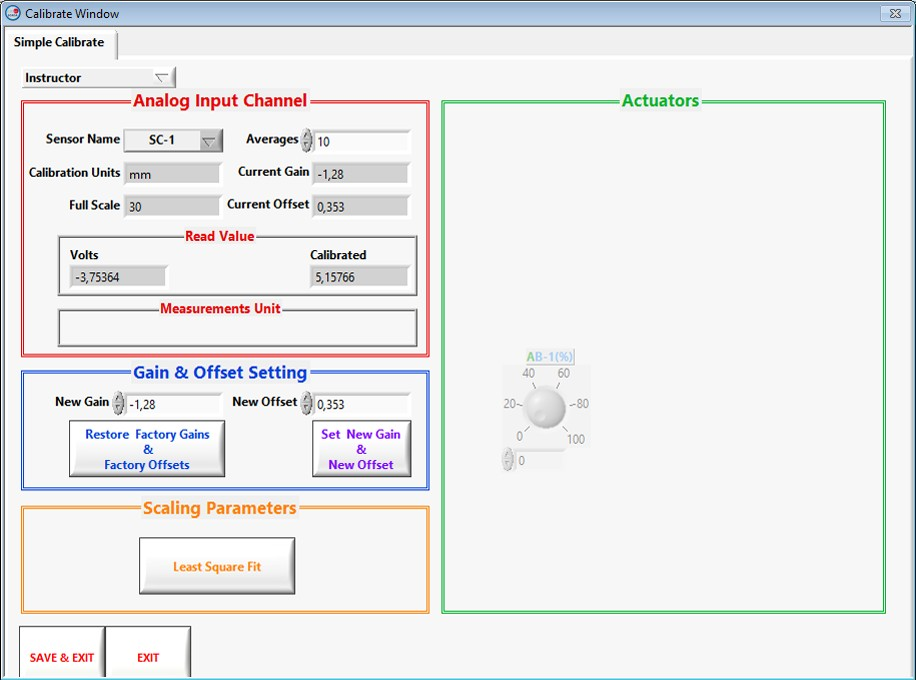 Calibrate Window
Simple Calibrate
Instructor
Analog Input Channel
Sensor Name SC-1 Averages 10
Calibration Units mm Current Gain -1,28
Full Scale 30 Current Offset 0,353
Read Value
Volts Calibrated
-3,75364 5,15766
Measurements Unit
Gain & Offset Setting
New Gain -1,28 New Offset 0,353
Restore Factory Gains
&
Factory Offsets
Set New Gain
&
New Offset
Scaling Parameters
Least Square Fit
SAVE & EXIT EXIT
Actuators
AB-1(%)
40 60
20 80
0 100
0